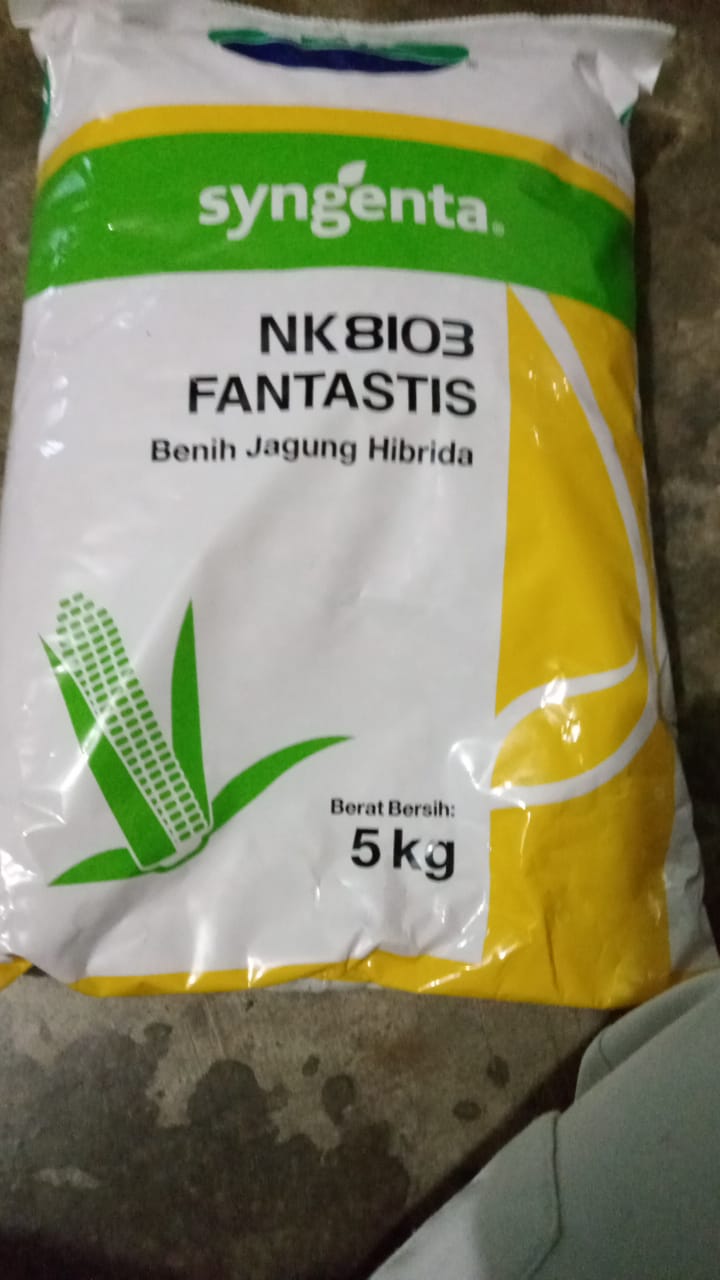 syngenta
NK8103
FANTASTIS
Benih Jagung Hibrida
Berat Bersih:
5 kg